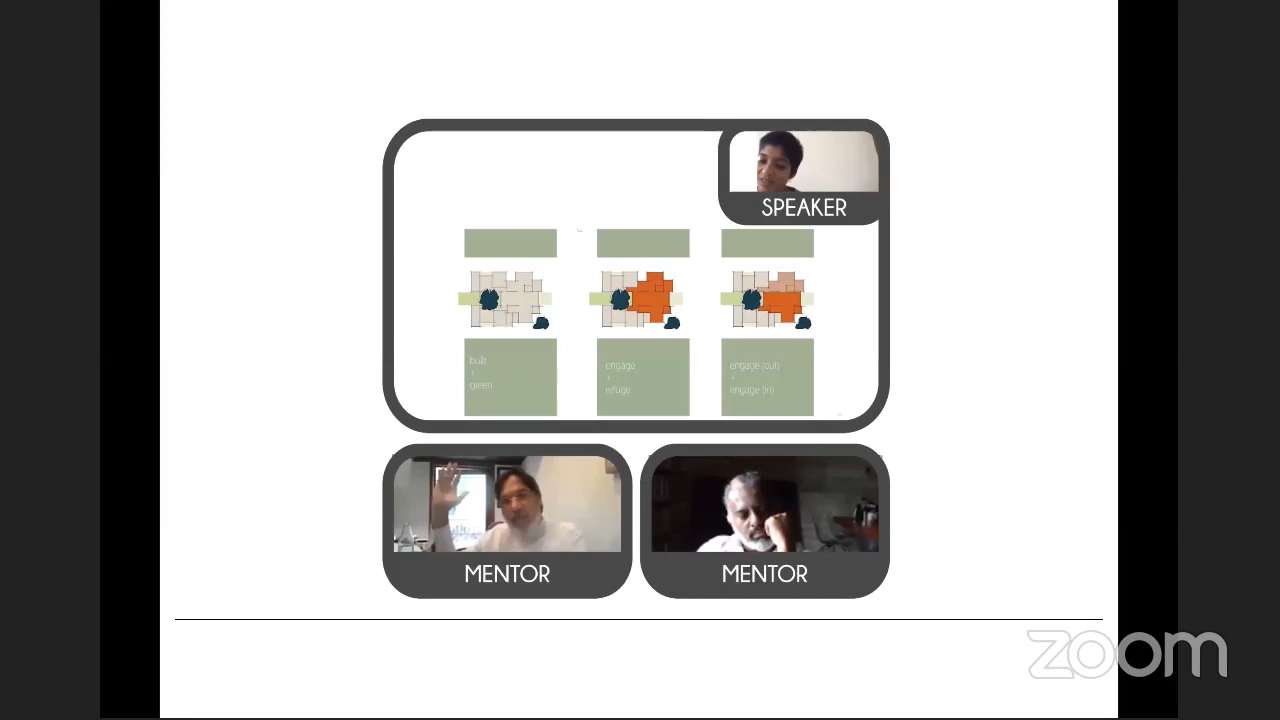 SPEAKER
built
+
green
engage
+
refuge
engage (out)
+
engage (in)
MENTOR
MENTOR
zoom